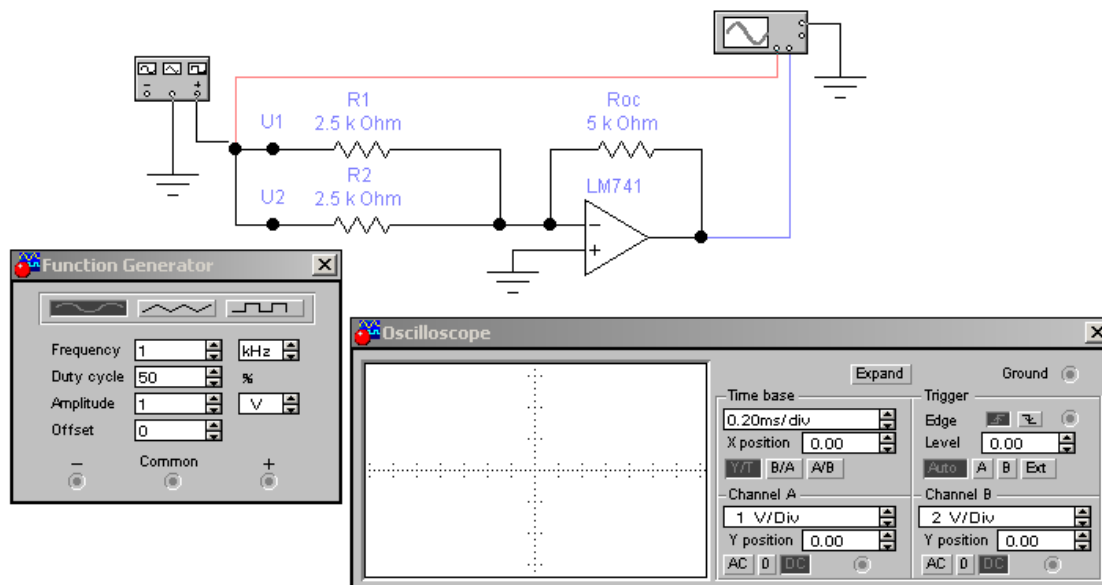 R1
2.5 k Ohm
Roc
5 k Ohm
U1
R2
2.5 k Ohm
U2
LM741
− +
−
+
Function Generator
Frequency 1 kHz
Duty cycle 50 %
Amplitude 1 V
Offset 0
− Common +
Oscilloscope
Expand Ground
Time base
0.20ms/div
X position 0.00
Y/T B/A A/B
Trigger
Edge
Level 0.00
Auto A B Ext
Channel A
1 V/Div
Y position 0.00
AC 0 DC
Channel B
2 V/Div
Y position 0.00
AC 0 DC